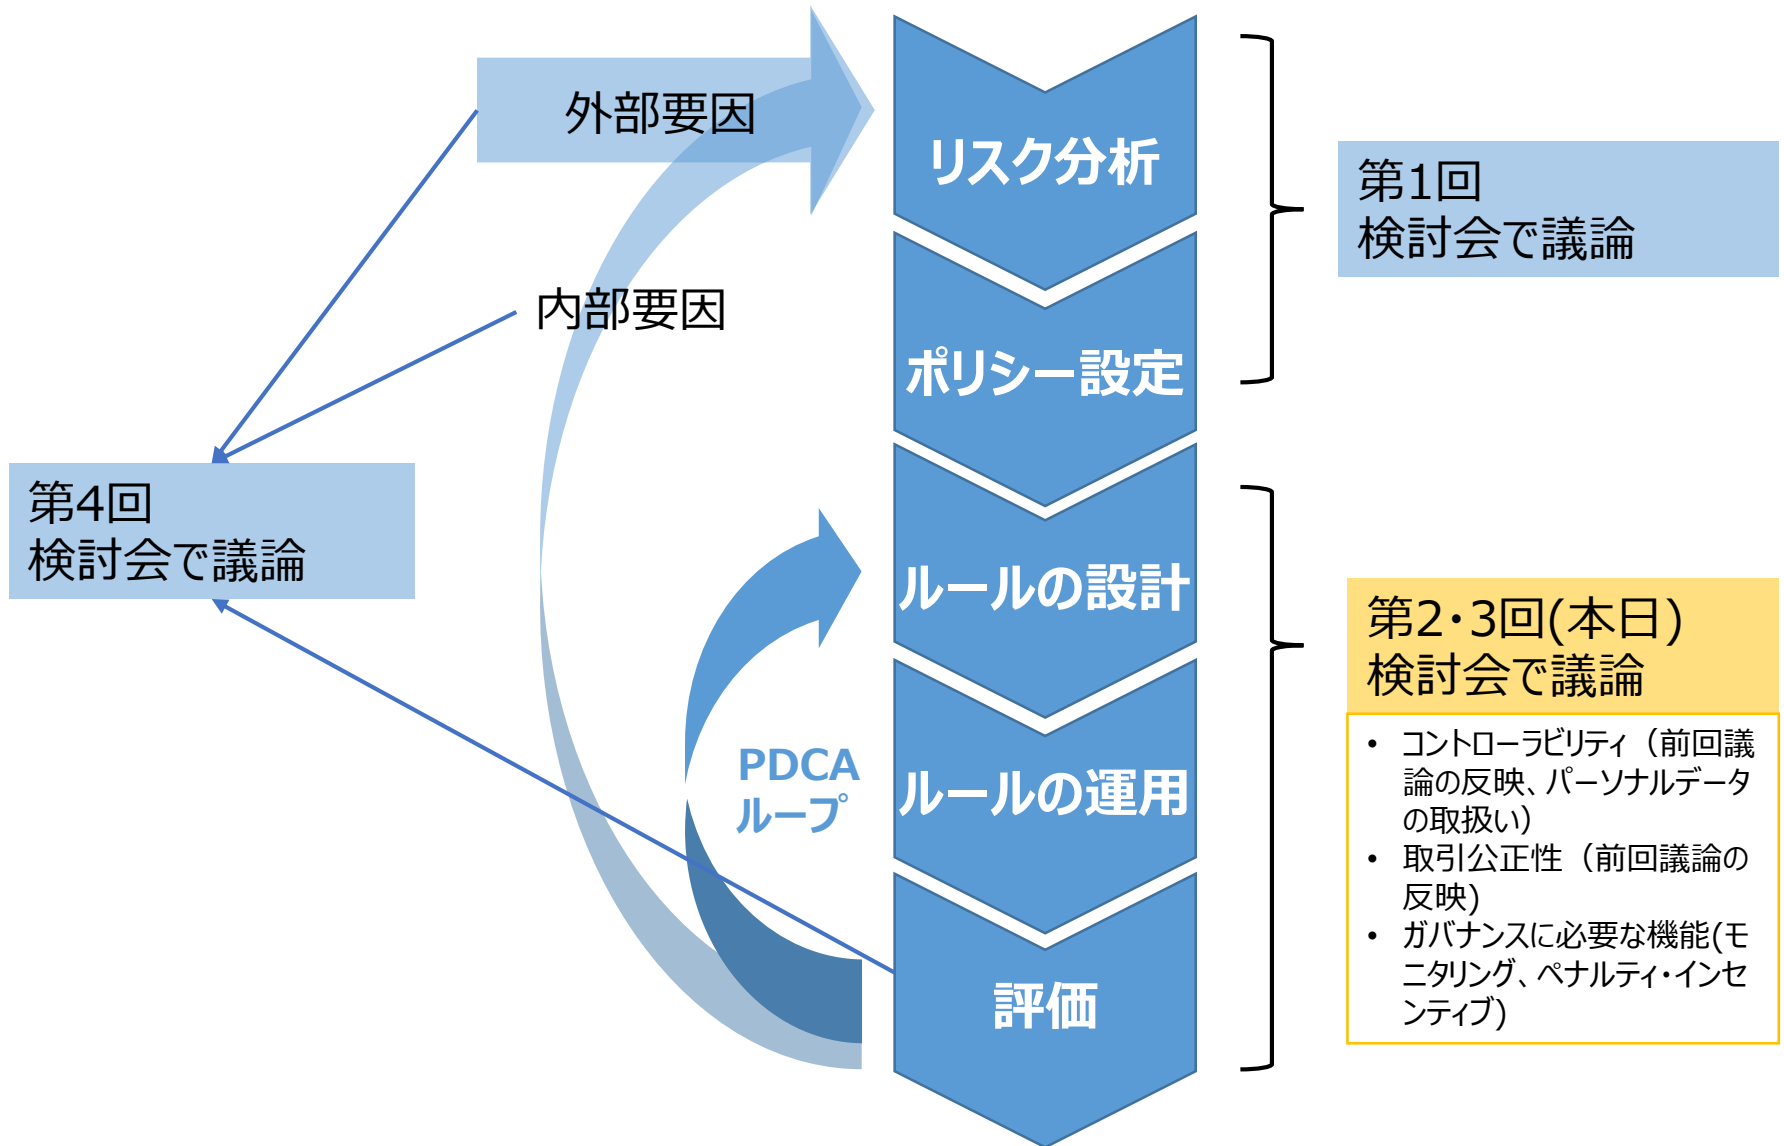 外部要因
内部要因
第4回
検討会で議論
PDCA
ループ
リスク分析
ポリシー設定
ルールの設計
ルールの運用
評価
第1回
検討会で議論
第2・3回(本日)
検討会で議論
• コントローラビリティ（前回議
論の反映、パーソナルデータ
の取扱い）
• 取引公正性（前回議論の
反映)
• ガバナンスに必要な機能(モ
ニタリング、ペナルティ・インセ
ンティブ)